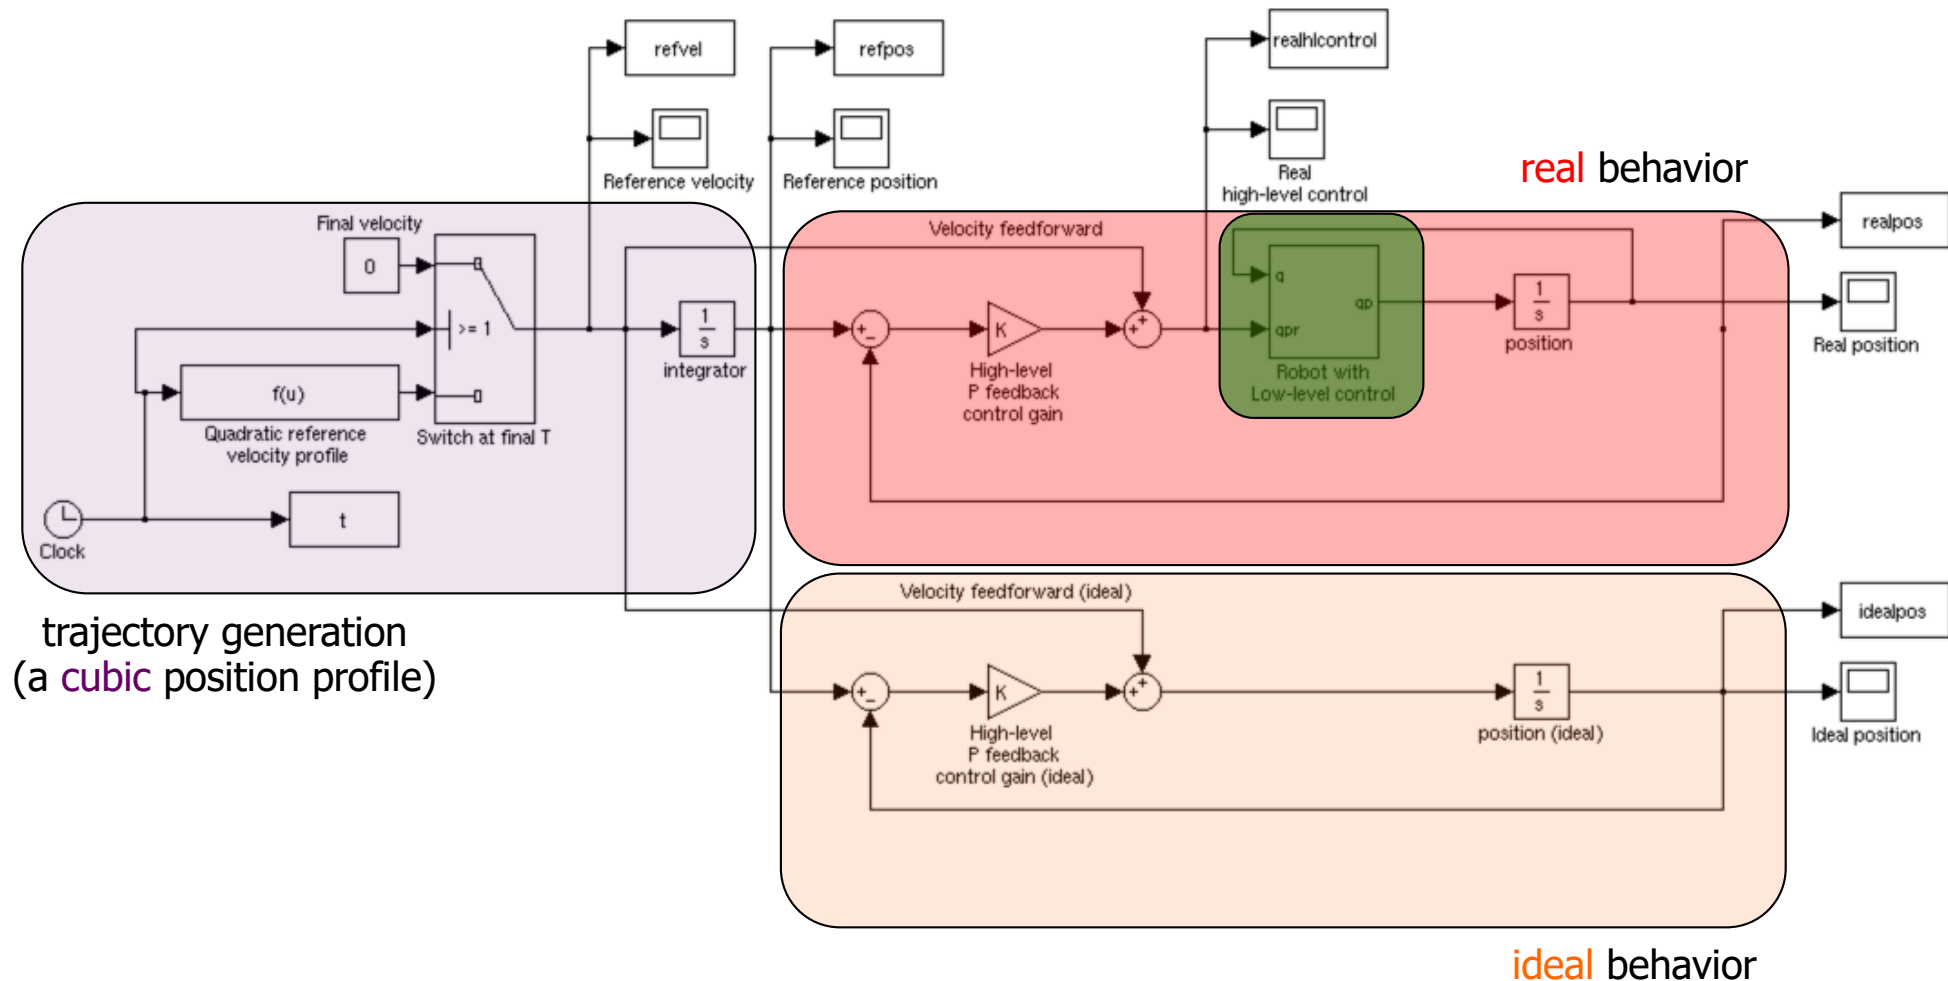 refvel
refpos
realhlcontrol
Reference velocity
Reference position
Real
high-level control
real behavior
Final velocity
0
>= 1
f(u)
Quadratic reference
velocity profile
Switch at final T
t
Clock
1
s
integrator
trajectory generation
(a cubic position profile)
Velocity feedforward
+
−
K
High-level
P feedback
control gain
+
+
q
qpr
qp
Robot with
Low-level control
1
s
position
realpos
Real position
Velocity feedforward (ideal)
+
−
K
High-level
P feedback
control gain (ideal)
+
+
1
s
position (ideal)
idealpos
Ideal position
ideal behavior